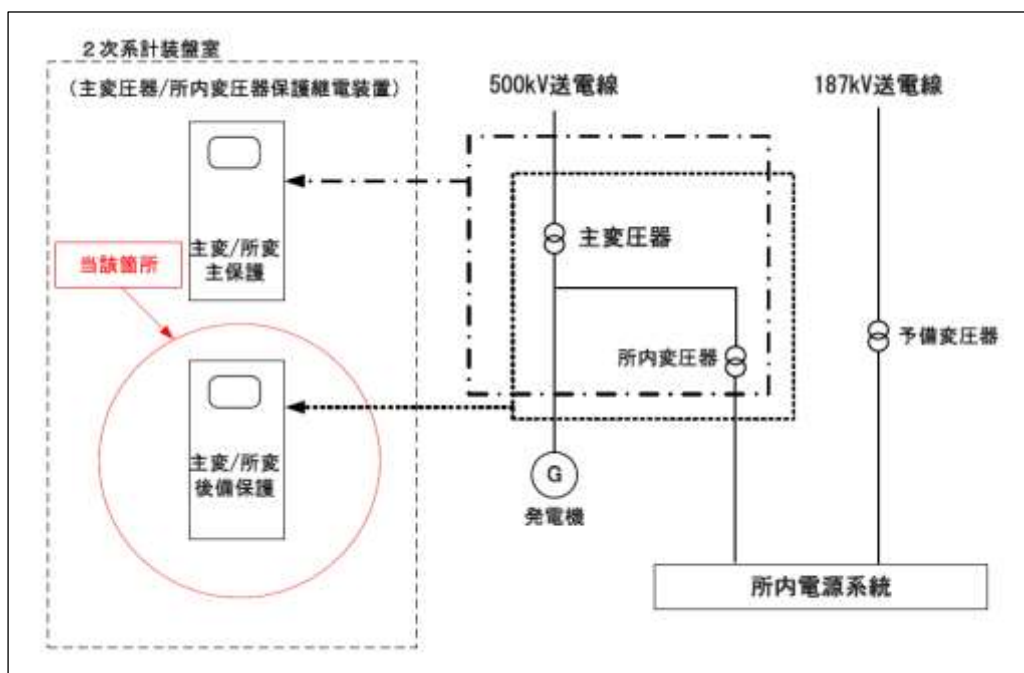 ２次系計装盤室
（主変圧器/所内変圧器保護継電装置）
500kV送電線
187kV送電線
主変/所変
主保護
当該箇所
主変圧器
所内変圧器
予備変圧器
主変/所変
後備保護
G
発電機
所内電源系統